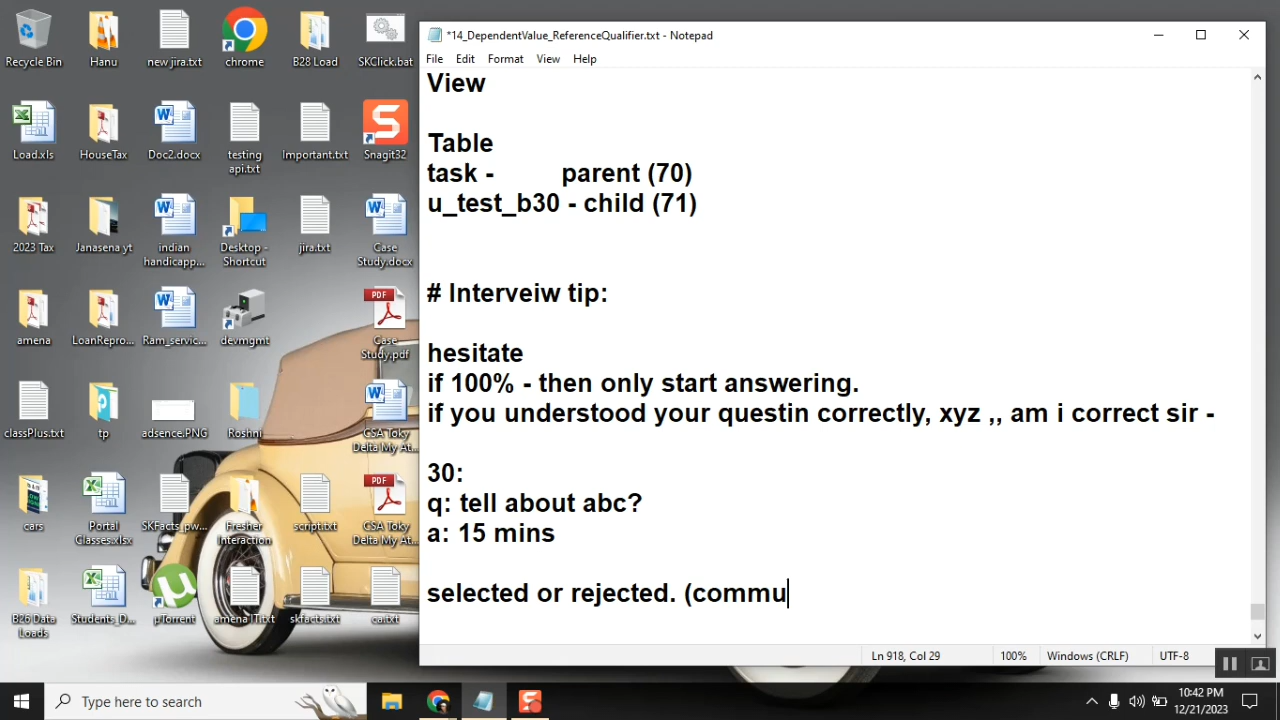 Recycle Bin
Hanu
new jira.txt
chrome
B28 Load
SKClick.bat
Load.xls
HouseTax
Doc2.docx
testing
api.txt
Important.txt
Snagit32
2023 Tax
Janasena yt
indian
handicapp...
Desktop -
Shortcut
jira.txt
Case
Study.docx
amena
LoanRepro...
Ram_servic...
devmgmt
PDF
Case
Study.pdf
classPlus.txt
tp
adsence.PNG
Roshni
CSA Toky
Delta My At...
cars
Portal
Classes.xlsx
SKFacts_pw...
Fresher
Interaction
script.txt
PDF
CSA Toky
Delta My At...
B26 Data
Loads
Students_D...
µTorrent
amena IT.txt
skfacts.txt
ca.txt
*14_DependentValue_ReferenceQualifier.txt - Notepad
File Edit Format View Help
View
Table
task - parent (70)
u_test_b30 - child (71)
# Interveiw tip:
hesitate
if 100% - then only start answering.
if you understood your questin correctly, xyz ,, am i correct sir -
30:
q: tell about abc?
a: 15 mins
selected or rejected. (commu
Ln 918, Col 29 100% Windows (CRLF) UTF-8
Type here to search
10:42 PM
12/21/2023